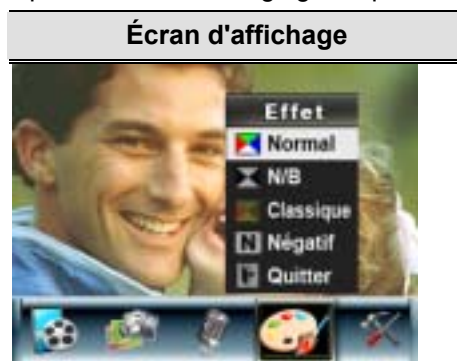 Écran d'affichage
Effet
Normal
N/B
Classique
Négatif
Quitter